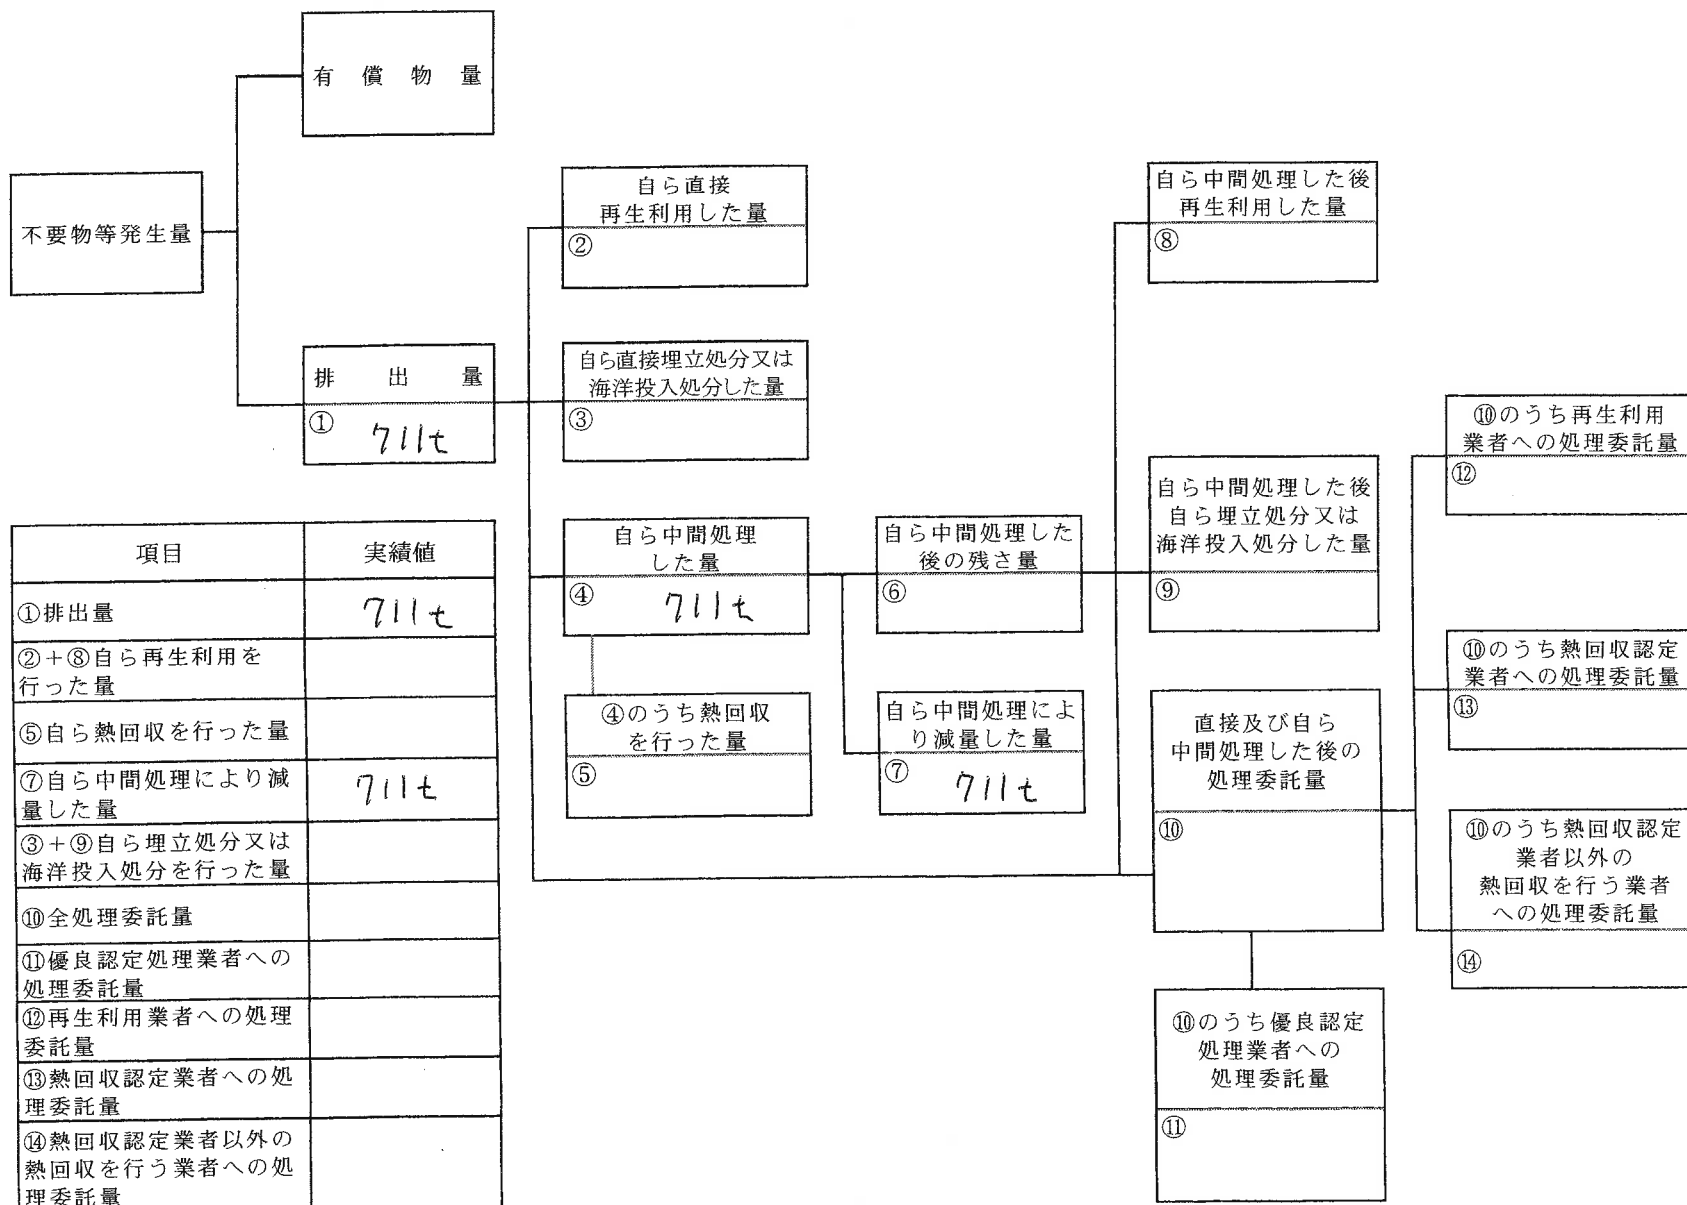 有償物量
不要物等発生量
排出量
① 711t
自ら直接
再生利用した量
②
自ら直接埋立処分又は
海洋投入処分した量
③
自ら中間処理
した量
④ 711t
④のうち熱回収
を行った量
⑤
自ら中間処理した
後の残さ量
⑥
自ら中間処理によ
り減量した量
⑦ 711t
自ら中間処理した後
再生利用した量
⑧
自ら中間処理した後
自ら埋立処分又は
海洋投入処分した量
⑨
直接及び自ら
中間処理した後の
処理委託量
⑩
⑩のうち優良認定
処理業者への
処理委託量
⑪
⑩のうち再生利用
業者への処理委託量
⑫
⑩のうち熱回収認定
業者への処理委託量
⑬
⑩のうち熱回収認定
業者以外の
熱回収を行う業者
への処理委託量
⑭
項目 実績値
①排出量 711t
②+⑧自ら再生利用を
行った量
⑤自ら熱回収を行った量
⑦自ら中間処理により減
量した量 711t
③+⑨自ら埋立処分又は
海洋投入処分を行った量
⑩全処理委託量
⑪優良認定処理業者への
処理委託量
⑫再生利用業者への処理
委託量
⑬熱回収認定業者への処
理委託量
⑭熱回収認定業者以外の
熱回収を行う業者への処
理委託量